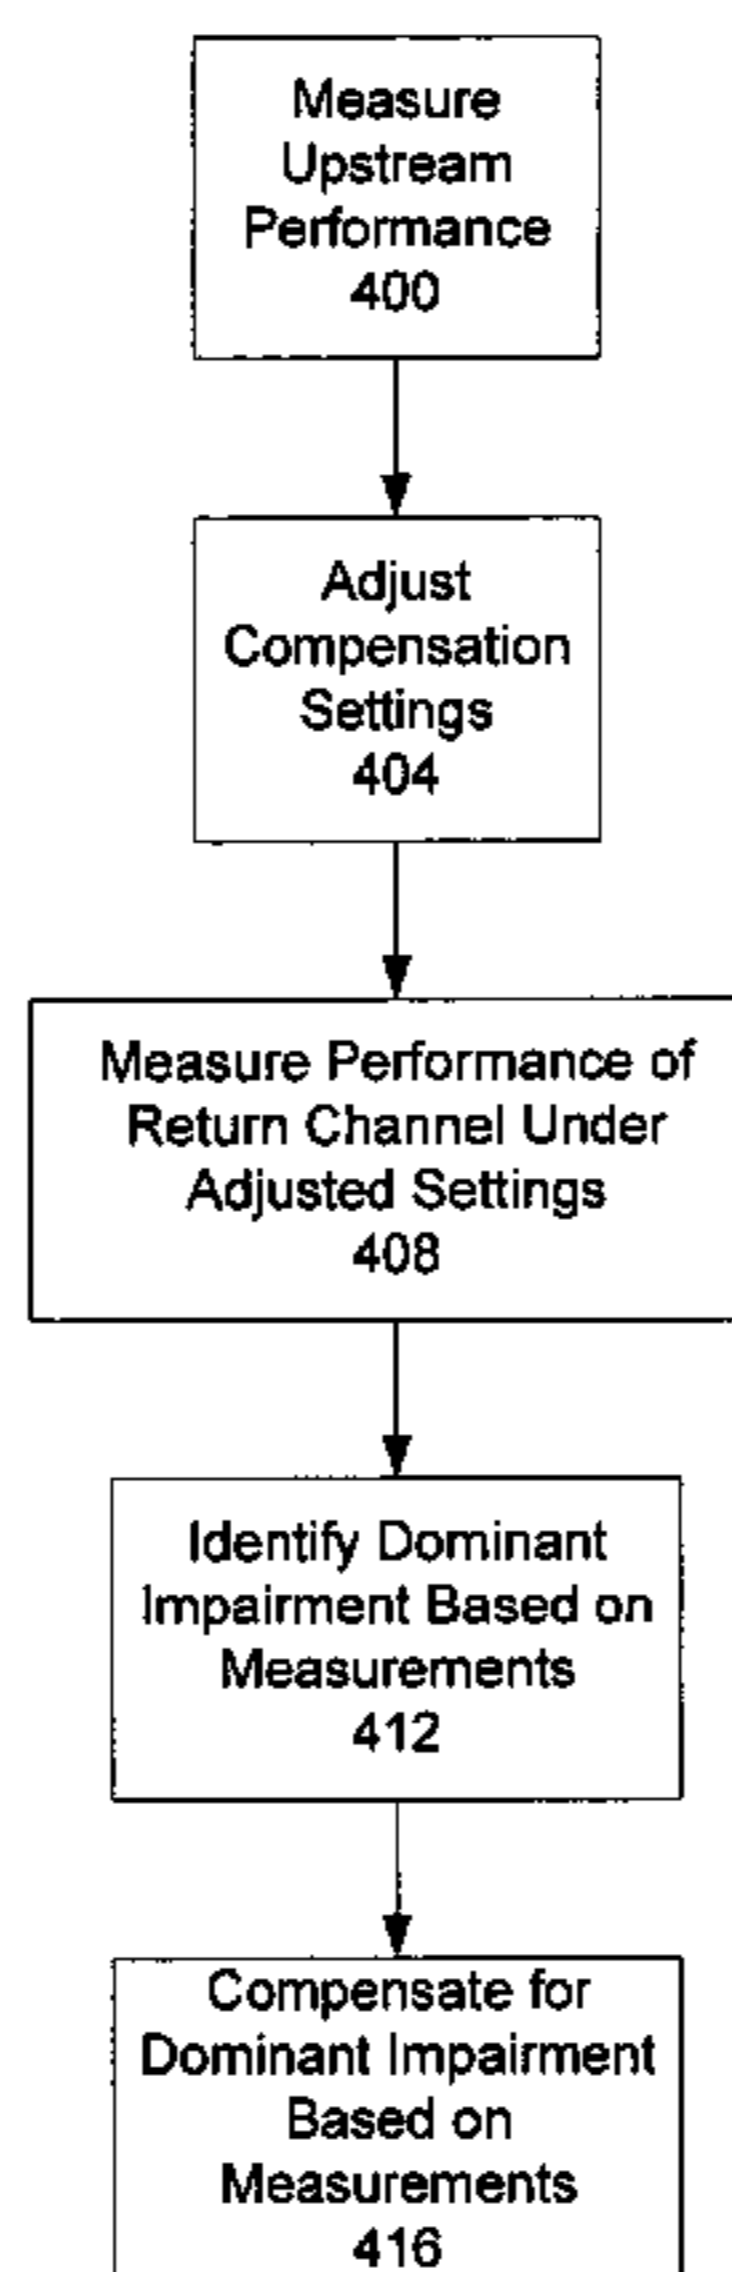 Measure
Upstream
Performance
400
Adjust
Compensation
Settings
404
Measure Performance of
Return Channel Under
Adjusted Settings
408
Identify Dominant
Impairment Based on
Measurements
412
Compensate for
Dominant Impairment
Based on
Measurements
416